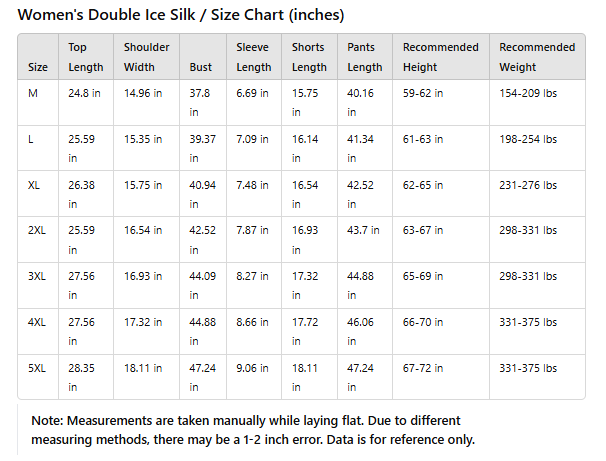 Women's Double Ice Silk / Size Chart (inches)
Size Top Length Shoulder Width Bust Sleeve Length Shorts Length Pants Length Recommended Height Recommended Weight
M 24.8 in 14.96 in 37.8 in 6.69 in 15.75 in 40.16 in 59-62 in 154-209 lbs
L 25.59 in 15.35 in 39.37 in 7.09 in 16.14 in 41.34 in 61-63 in 198-254 lbs
XL 26.38 in 15.75 in 40.94 in 7.48 in 16.54 in 42.52 in 62-65 in 231-276 lbs
2XL 25.59 in 16.54 in 42.52 in 7.87 in 16.93 in 43.7 in 63-67 in 298-331 lbs
3XL 27.56 in 16.93 in 44.09 in 8.27 in 17.32 in 44.88 in 65-69 in 298-331 lbs
4XL 27.56 in 17.32 in 44.88 in 8.66 in 17.72 in 46.06 in 66-70 in 331-375 lbs
5XL 28.35 in 18.11 in 47.24 in 9.06 in 18.11 in 47.24 in 67-72 in 331-375 lbs
Note: Measurements are taken manually while laying flat. Due to different
measuring methods, there may be a 1-2 inch error. Data is for reference only.